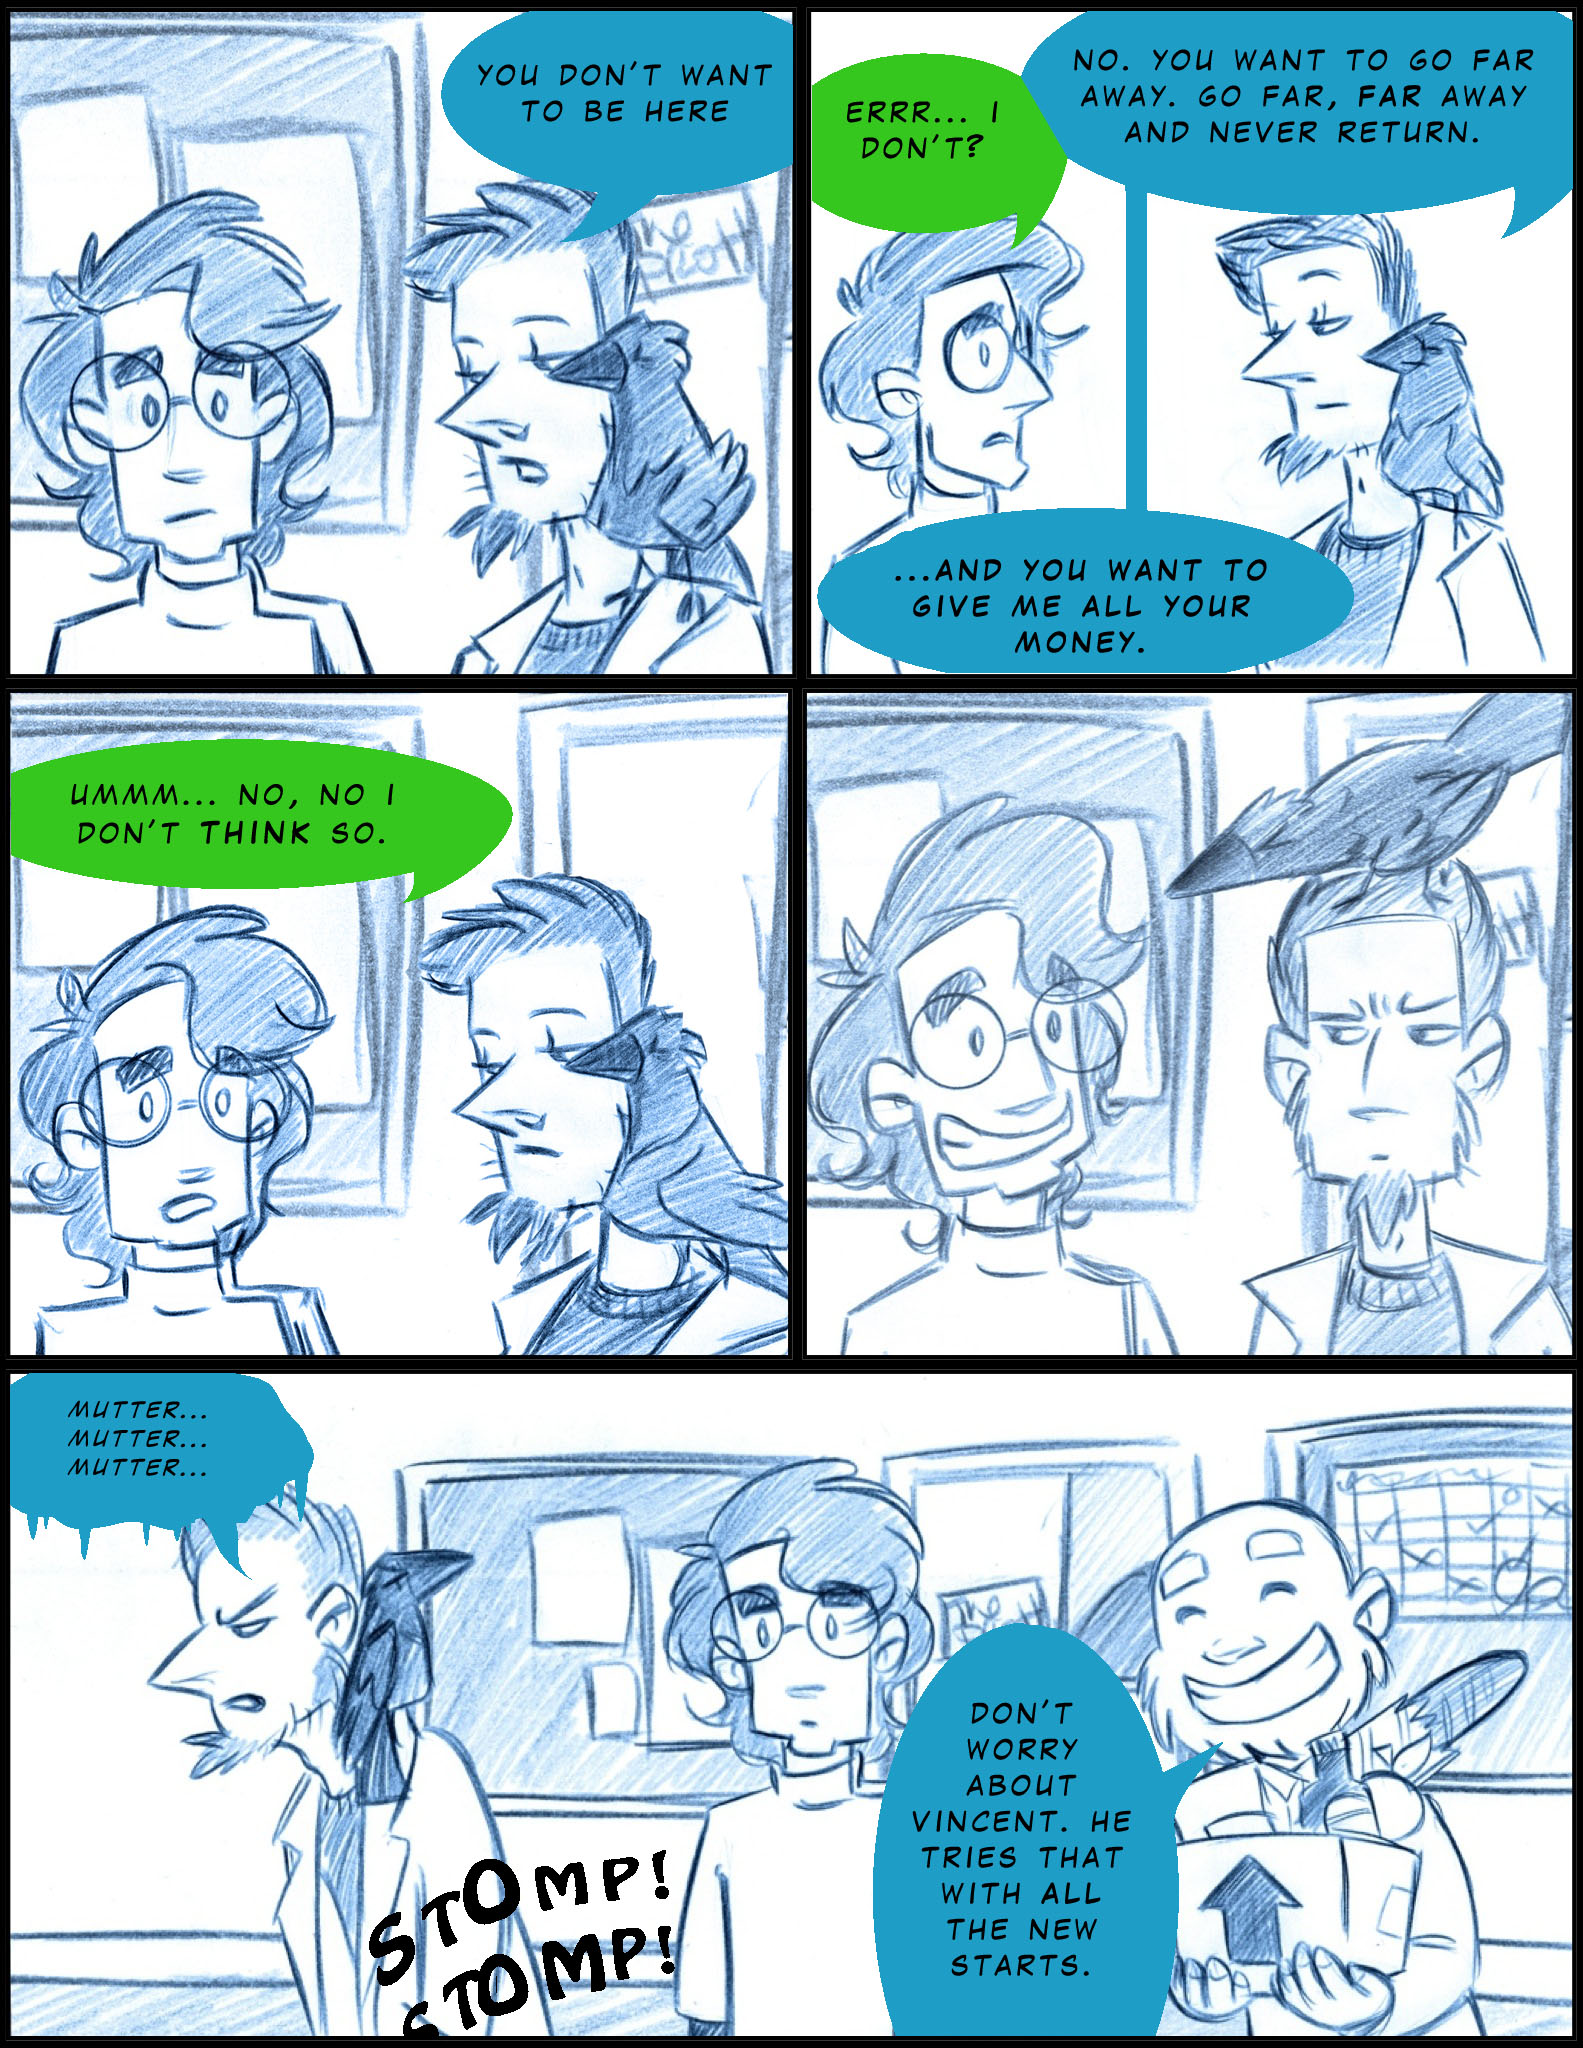 YOU DON'T WANT
TO BE HERE
ERRR... I
DON'T?
NO. YOU WANT TO GO FAR
AWAY. GO FAR, FAR AWAY
AND NEVER RETURN.
...AND YOU WANT TO
GIVE ME ALL YOUR
MONEY.
UMMM... NO, NO I
DON'T THINK SO.
MUTTER...
MUTTER...
MUTTER...
STOMP!
STOMP!
DON'T
WORRY
ABOUT
VINCENT. HE
TRIES THAT
WITH ALL
THE NEW
STARTS.